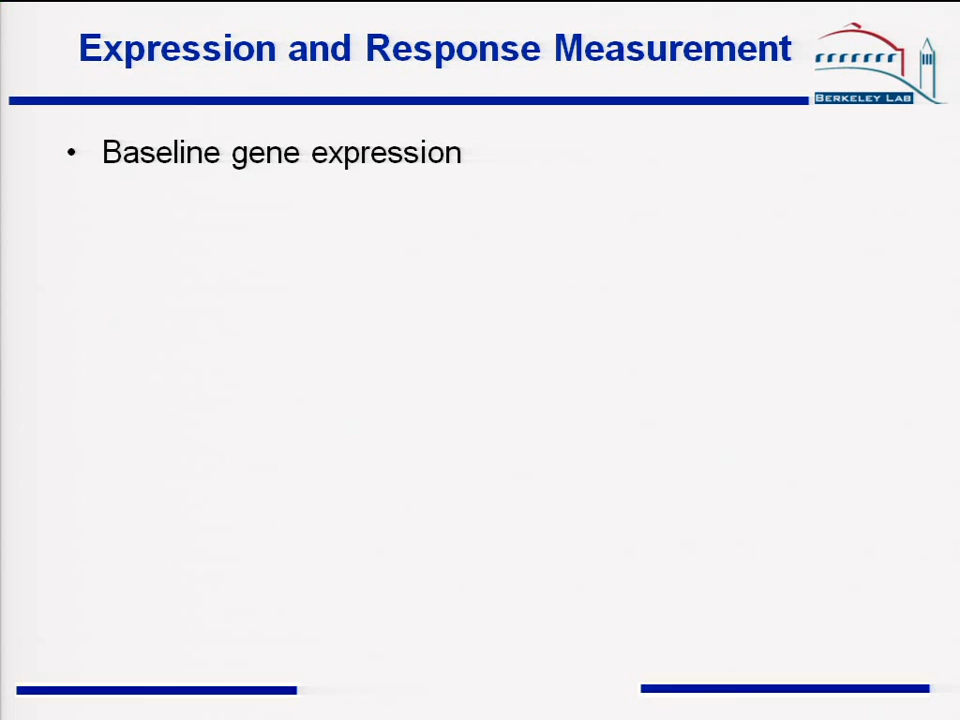 Expression and Response Measurement
BERKELEY LAB
• Baseline gene expression